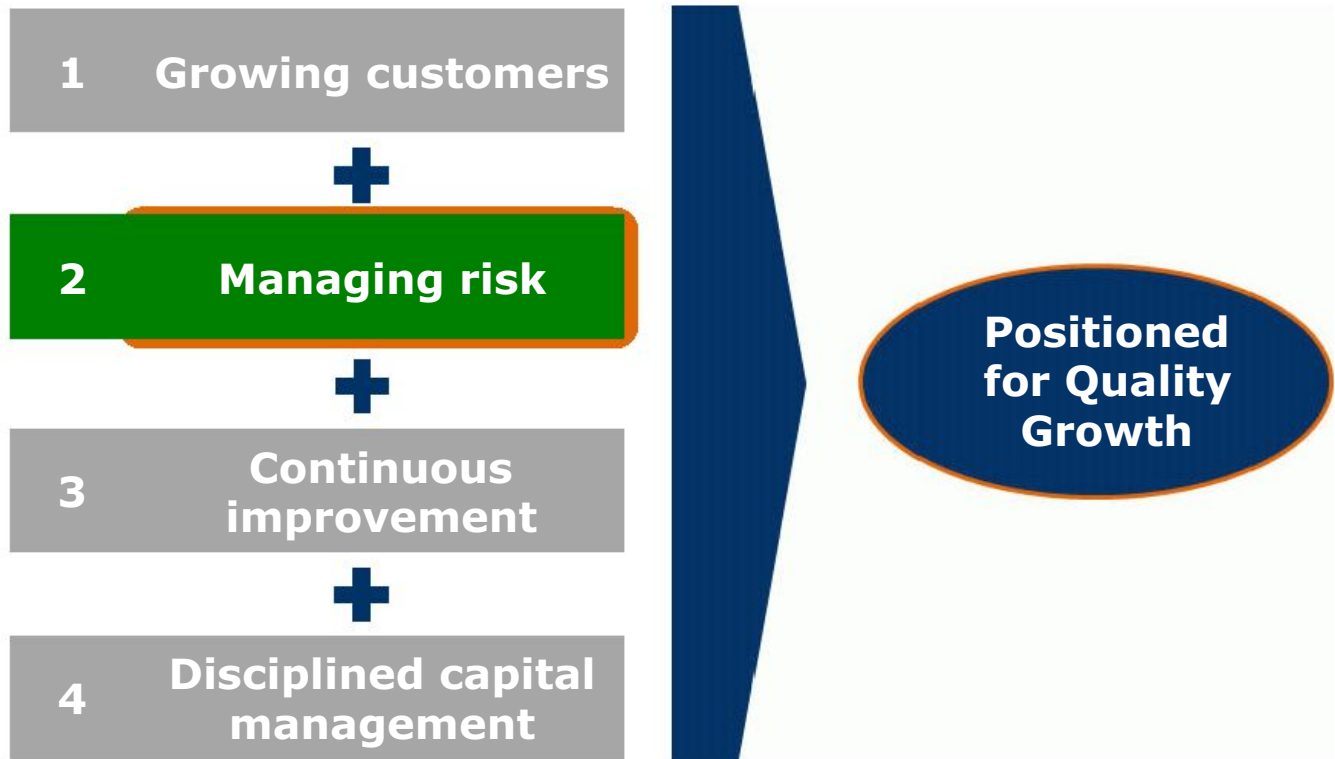 1 Growing customers
2 Managing risk
3 Continuous
improvement
4 Disciplined capital
management
Positioned
for Quality
Growth